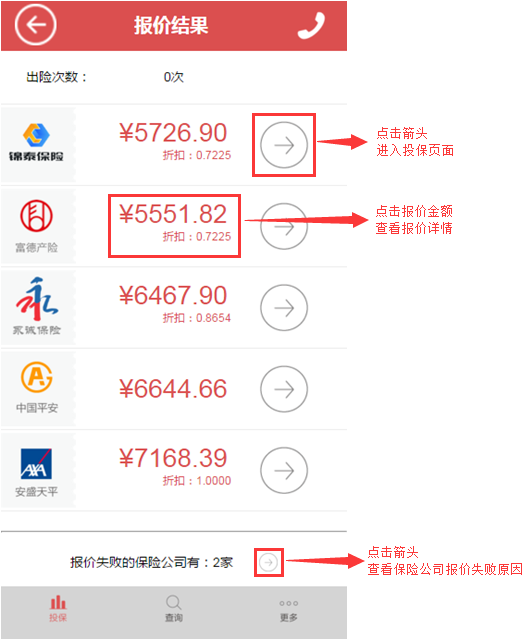 报价结果
出险次数：
0次
锦泰保险
¥5726.90
折扣：0.7225
点击箭头
进入投保页面
富德产险
¥5551.82
折扣：0.7225
点击报价金额
查看报价详情
永诚保险
¥6467.90
折扣：0.8654
中国平安
¥6644.66
AXA
安盛天平
¥7168.39
折扣：1.0000
报价失败的保险公司有：2家
点击箭头
查看保险公司报价失败原因
投保
查询
更多